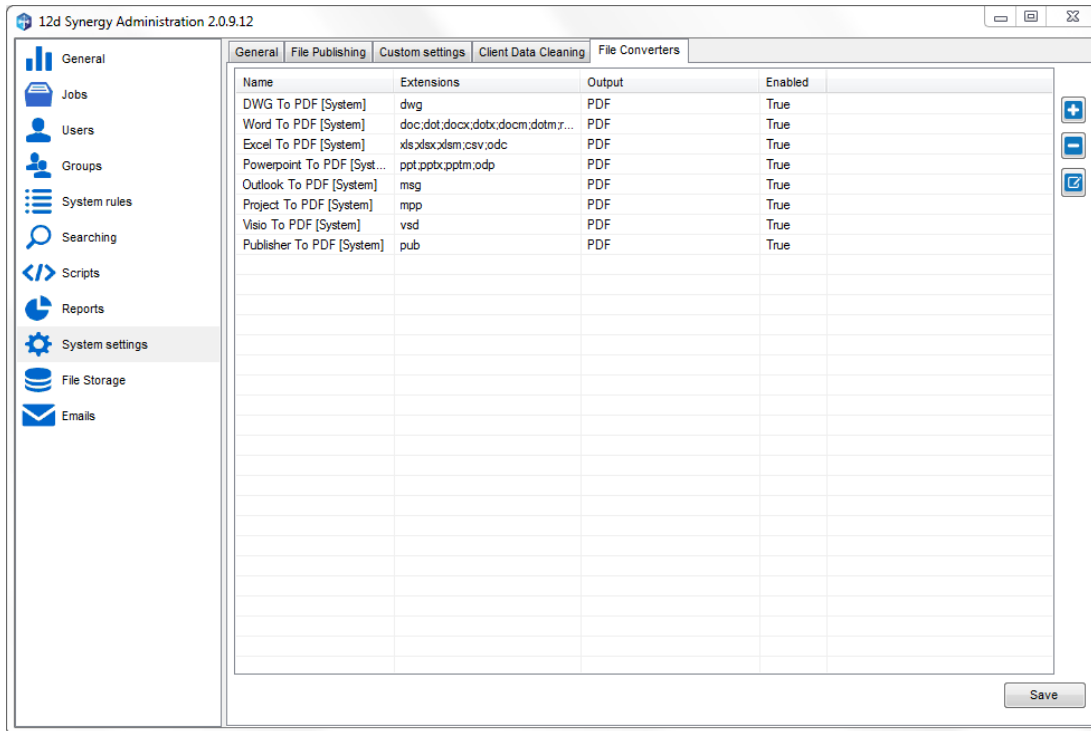 12d Synergy Administration 2.0.9.12
General
Jobs
Users
Groups
System rules
Searching
Scripts
Reports
System settings
File Storage
Emails
General File Publishing Custom settings Client Data Cleaning File Converters
Name Extensions Output Enabled
DWG To PDF [System] dwg PDF True
Word To PDF [System] doc;dot;docx;dotx;docm;dotm;r... PDF True
Excel To PDF [System] xls;xlsx;xlsm;csv;odc PDF True
Powerpoint To PDF [Syst... ppt;pptx;pptm;odp PDF True
Outlook To PDF [System] msg PDF True
Project To PDF [System] mpp PDF True
Visio To PDF [System] vsd PDF True
Publisher To PDF [System] pub PDF True
Save